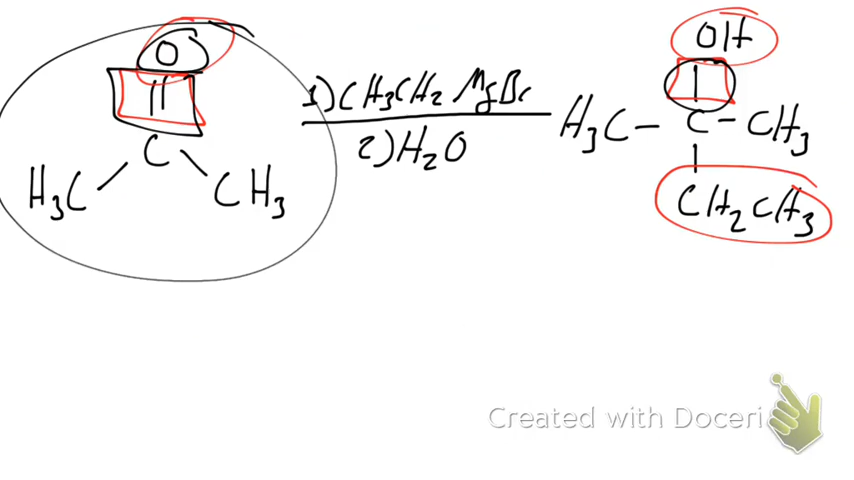 O
||
C
H3C
CH3
1) CH3CH2MgBr
2) H2O
OH
|
H3C – C – CH3
|
CH2CH3
Created with Doceri